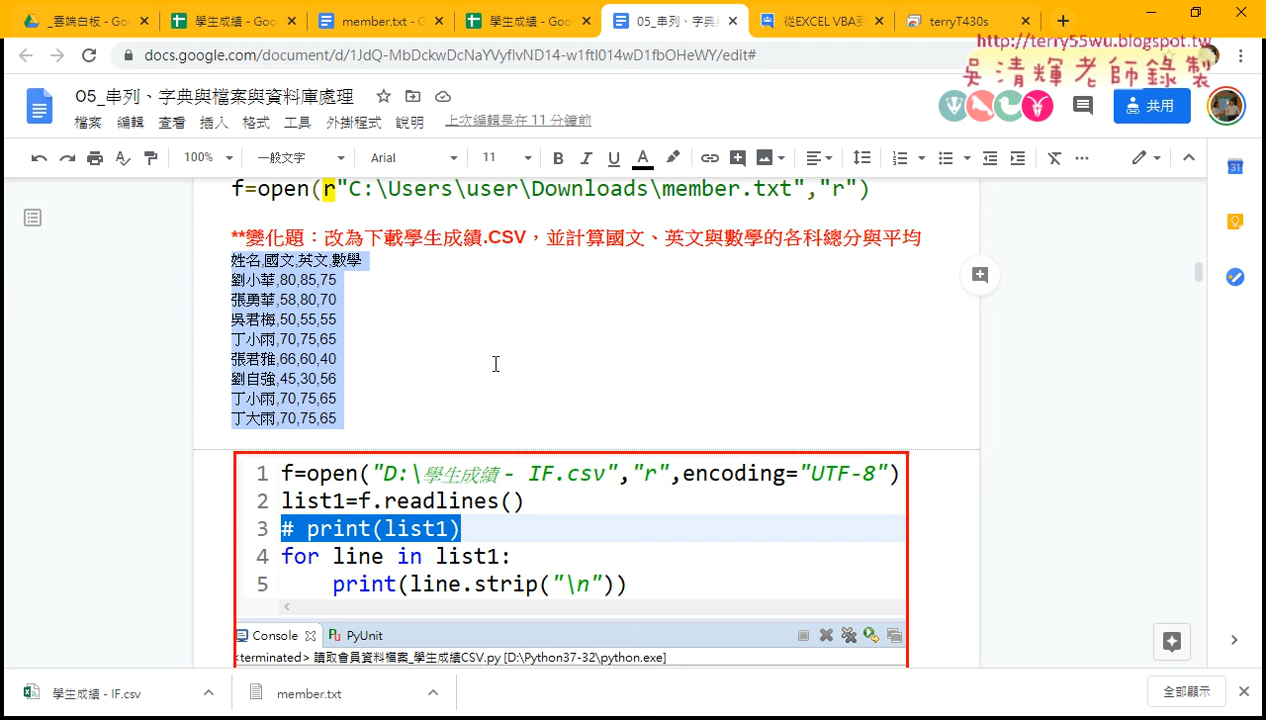 _雲端白板 - Goo
學生成績 - Goo
member.txt - G
學生成績 - Goo
05_串列、字典
從EXCEL VBA到
terryT430s
docs.google.com/document/d/1JdQ-MbDckwDcNaYVyflvND14-w1ftI014wD1fbOHeWY/edit#
http://terry55wu.blogspot.tw
吳清輝老師錄製
05_串列、字典與檔案與資料庫處理
檔案 編輯 查看 插入 格式 工具 外掛程式 說明 上次編輯是在 11 分鐘前
共用
100% 一般文字 Arial 11 B I U A
f=open(r"C:\Users\user\Downloads\member.txt","r")
**變化題：改為下載學生成績.CSV，並計算國文、英文與數學的各科總分與平均
姓名,國文,英文,數學
劉小華,80,85,75
張勇華,58,80,70
吳君梅,50,55,55
丁小雨,70,75,65
張君雅,66,60,40
劉自強,45,30,56
丁小雨,70,75,65
丁大雨,70,75,65
1 f=open("D:\學生成績 - IF.csv","r",encoding="UTF-8")
2 list1=f.readlines()
3 # print(list1)
4 for line in list1:
5 print(line.strip("\n"))
Console PyUnit
<terminated> 讀取會員資料檔案_學生成績CSV.py [D:\Python37-32\python.exe]
學生成績 - IF.csv
member.txt
全部顯示